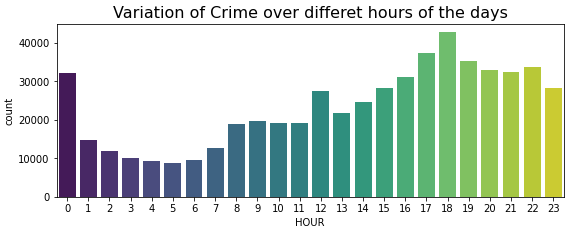 Variation of Crime over differet hours of the days
40000
30000
20000
10000
0
count
0 1 2 3 4 5 6 7 8 9 10 11 12 13 14 15 16 17 18 19 20 21 22 23
HOUR